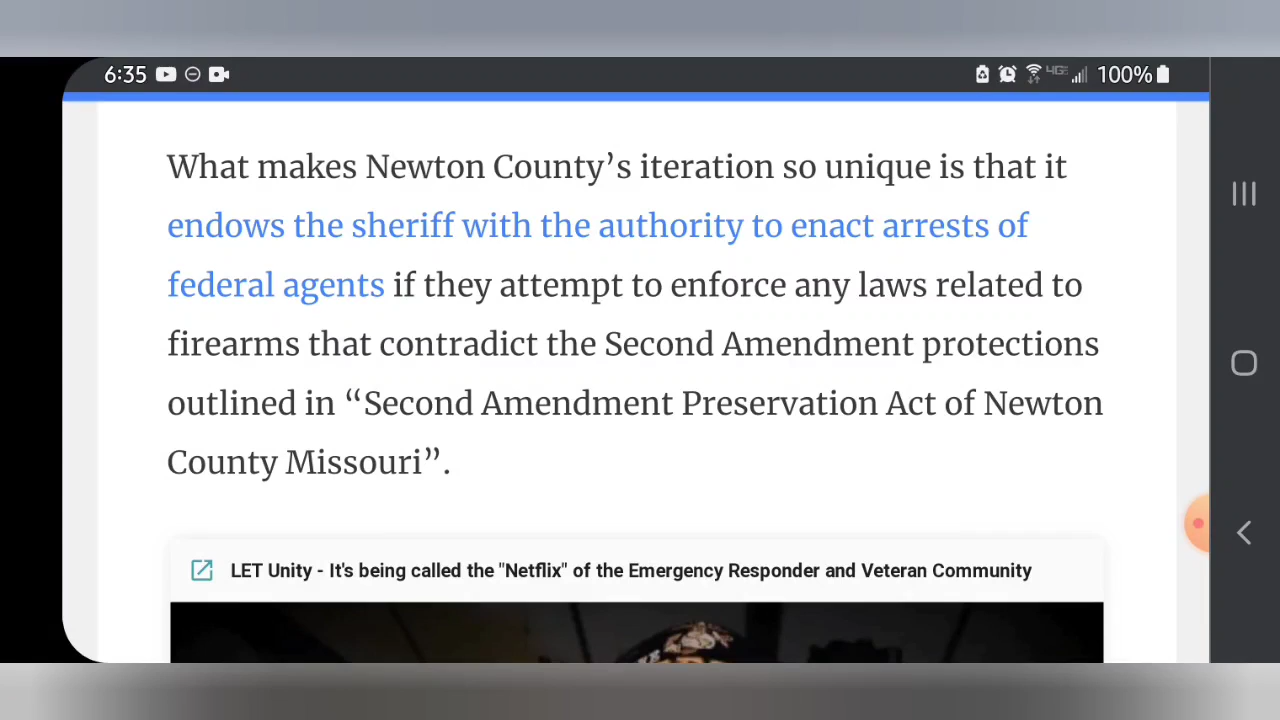 6:35
4GE 100%
What makes Newton County’s iteration so unique is that it
endows the sheriff with the authority to enact arrests of
federal agents if they attempt to enforce any laws related to
firearms that contradict the Second Amendment protections
outlined in “Second Amendment Preservation Act of Newton
County Missouri”.
LET Unity - It's being called the "Netflix" of the Emergency Responder and Veteran Community